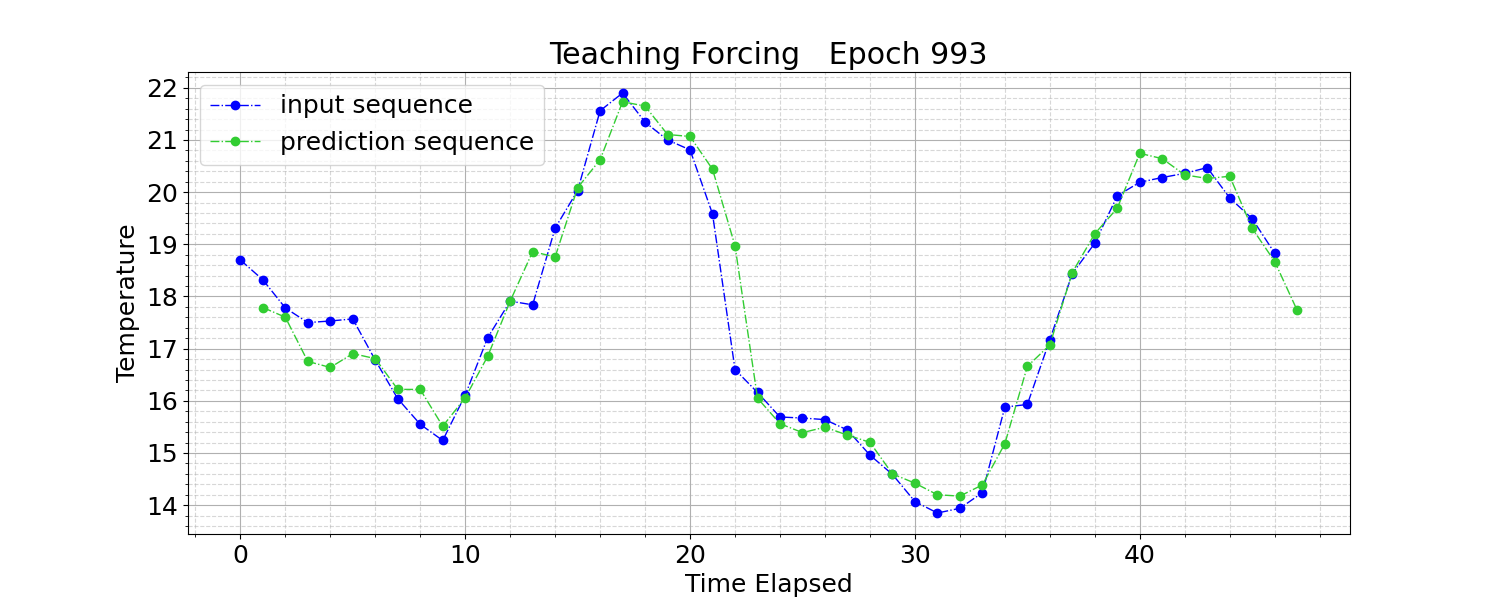 Teaching Forcing   Epoch 993
input sequence
prediction sequence
22
21
20
19
18
17
16
15
14
Temperature
0 10 20 30 40
Time Elapsed